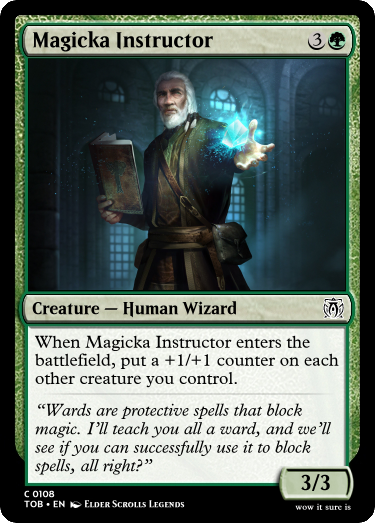 Magicka Instructor 3
Creature — Human Wizard
When Magicka Instructor enters the
battlefield, put a +1/+1 counter on each
other creature you control.
“Wards are protective spells that block
magic. I’ll teach you all a ward, and we’ll
see if you can successfully use it to block
spells, all right?”
3/3
C 0108
TOB • EN Elder Scrolls Legends
wow it sure is